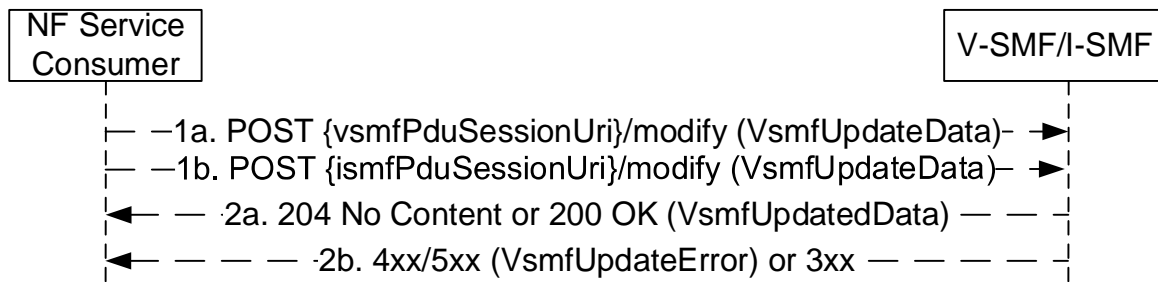 NF Service
Consumer
V-SMF/I-SMF
1a. POST {vsmfPduSessionUri}/modify (VsmfUpdateData)
1b. POST {ismfPduSessionUri}/modify (VsmfUpdateData)
2a. 204 No Content or 200 OK (VsmfUpdatedData)
2b. 4xx/5xx (VsmfUpdateError) or 3xx